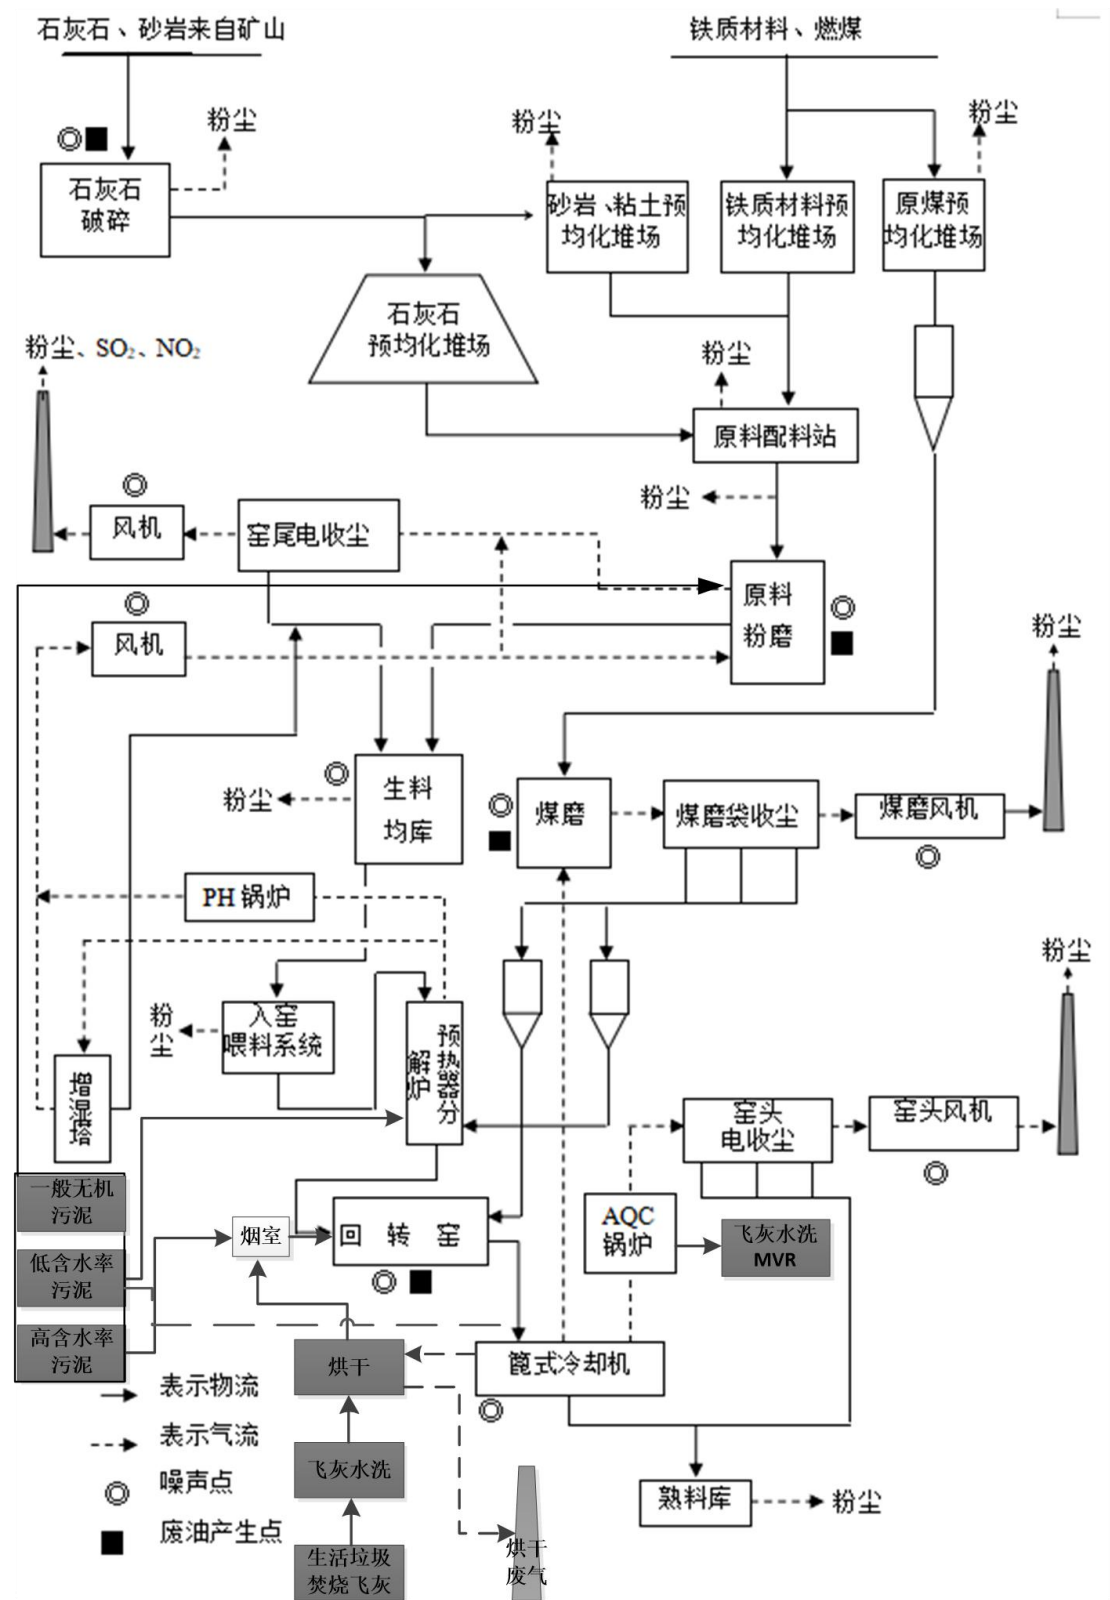 石灰石、砂岩来自矿山
铁质材料、燃煤
粉尘
粉尘
粉尘
石灰石
破碎
砂岩、粘土预
均化堆场
铁质材料预
均化堆场
原煤预
均化堆场
石灰石
预均化堆场
粉尘、SO₂、NO₂
粉尘
原料配料站
粉尘
风机
窑尾电收尘
原料
粉磨
风机
粉尘
生料
均库
粉尘
煤磨
煤磨袋收尘
煤磨风机
PH 锅炉
粉尘
粉
尘
入窑
喂料系统
预热器分
解炉
增湿塔
窑头
电收尘
窑头风机
一般无机
污泥
低含水率
污泥
高含水率
污泥
烟室
回 转 窑
AQC
锅炉
飞灰水洗
MVR
烘干
篦式冷却机
表示物流
表示气流
噪声点
废油产生点
飞灰水洗
生活垃圾
焚烧飞灰
熟料库
粉尘
烘干
废气